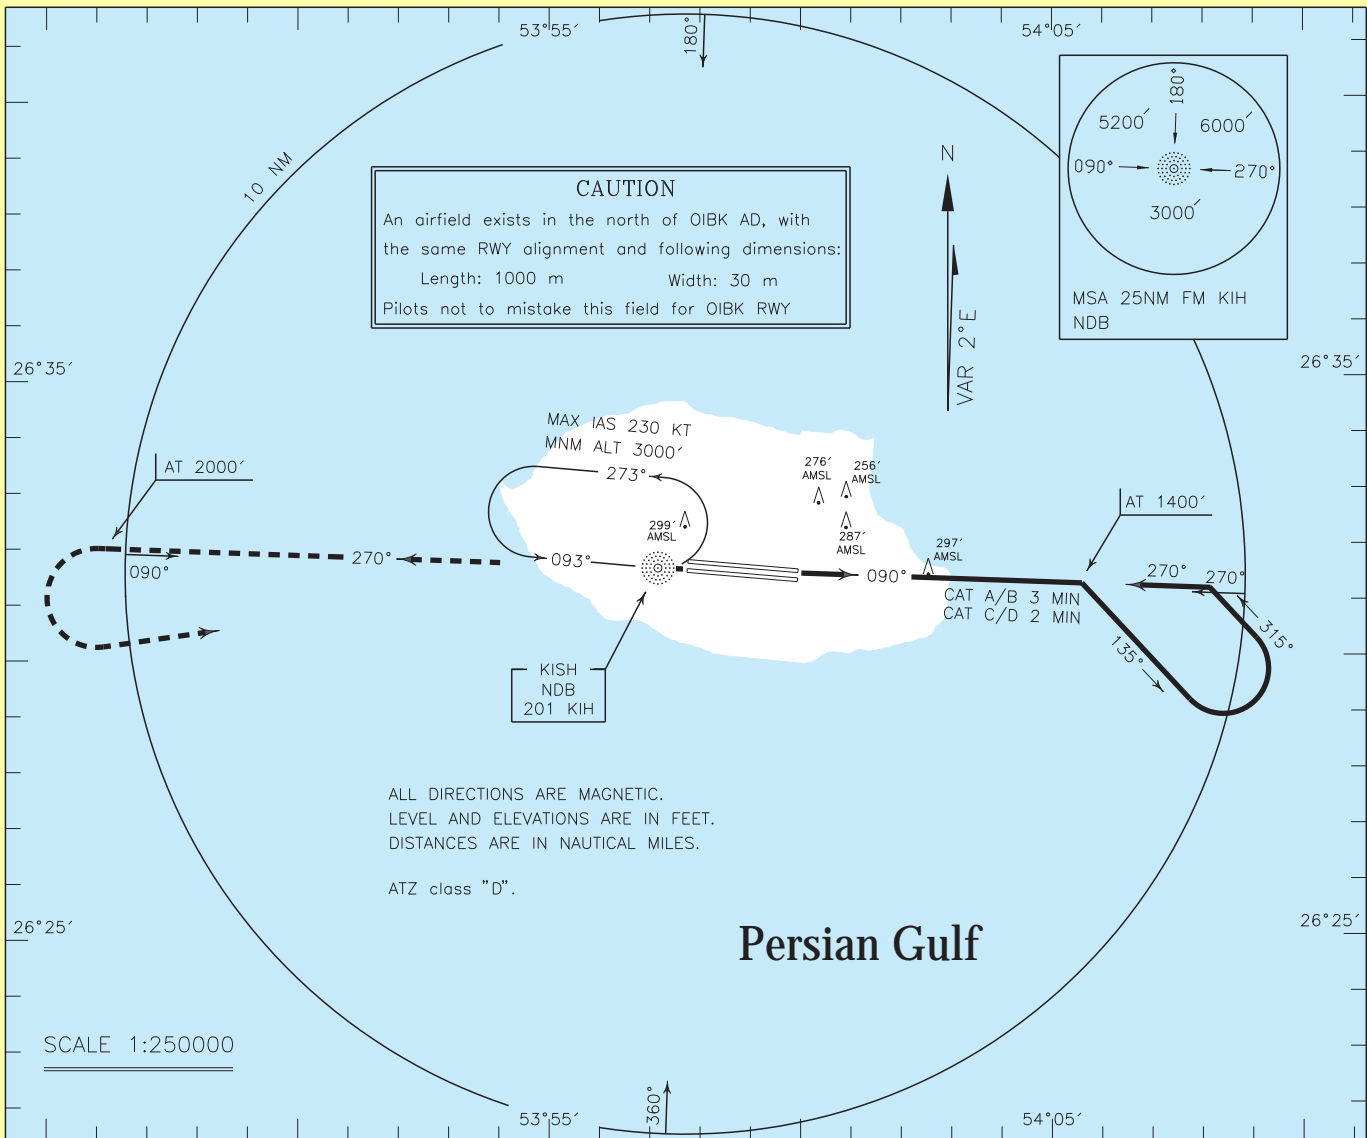 53°55′
180°
54°05′
180°
5200′
6000′
090°
270°
3000′
MSA 25NM FM KIH
NDB
10 NM
CAUTION
An airfield exists in the north of OIBK AD, with
the same RWY alignment and following dimensions:
Length: 1000 m Width: 30 m
Pilots not to mistake this field for OIBK RWY
N
VAR 2°E
26°35′
26°35′
MAX IAS 230 KT
MNM ALT 3000′
273°
AT 2000′
276′
AMSL
256′
AMSL
299′
AMSL
287′
AMSL
297′
AMSL
AT 1400′
270°
090°
093°
090°
CAT A/B 3 MIN
CAT C/D 2 MIN
270°
270°
315°
135°
KISH
NDB
201 KIH
ALL DIRECTIONS ARE MAGNETIC.
LEVEL AND ELEVATIONS ARE IN FEET.
DISTANCES ARE IN NAUTICAL MILES.
ATZ class "D".
Persian Gulf
26°25′
26°25′
SCALE 1:250000
53°55′
360°
54°05′